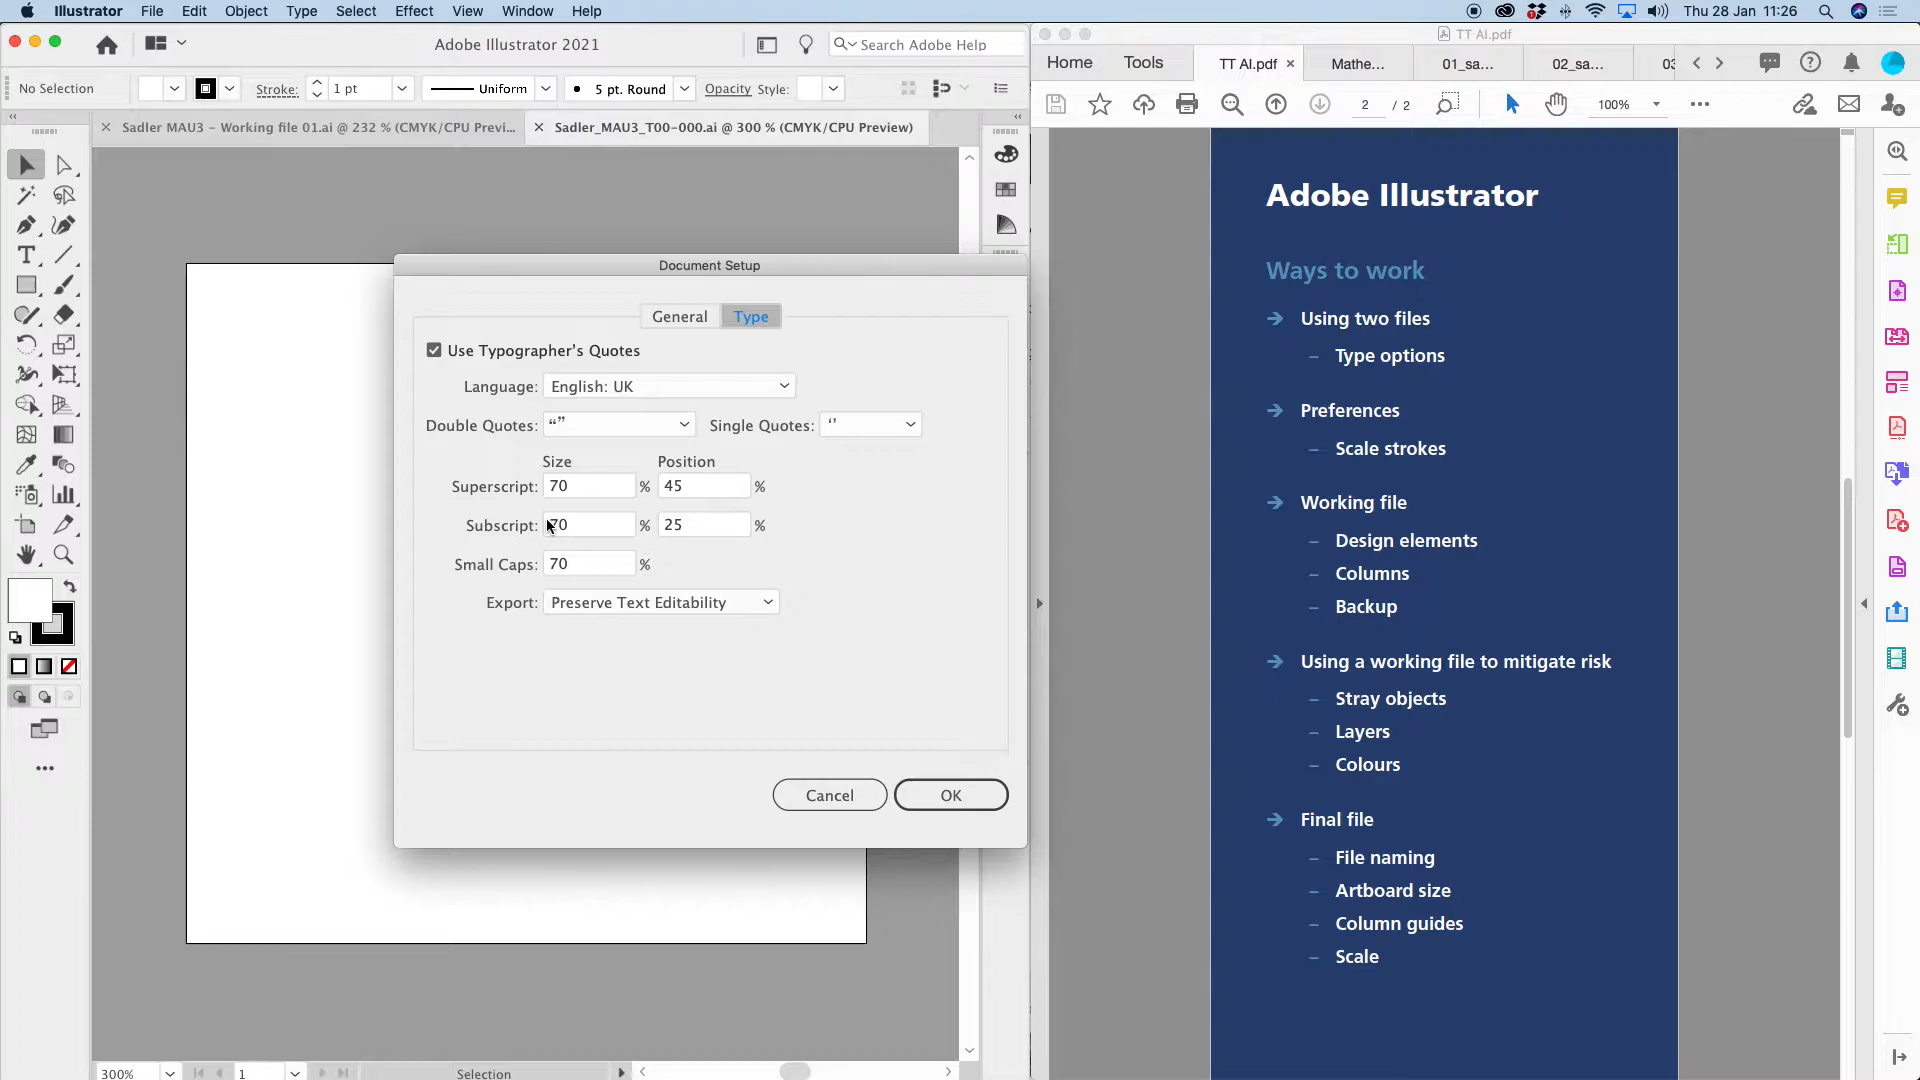 Illustrator File Edit Object Type Select Effect View Window Help
Thu 28 Jan 11:26
Adobe Illustrator 2021
Search Adobe Help
No Selection
Stroke:
1 pt
Uniform
5 pt. Round
Opacity
Style:
Sadler MAU3 – Working file 01.ai @ 232 % (CMYK/CPU Previ...
Sadler_MAU3_T00-000.ai @ 300 % (CMYK/CPU Preview)
Document Setup
General
Type
Use Typographer's Quotes
Language: English: UK
Double Quotes: “”
Single Quotes: ‘’
Size Position
Superscript: 70 % 45 %
Subscript: 70 % 25 %
Small Caps: 70 %
Export: Preserve Text Editability
Cancel
OK
300%
1
Selection
TT AI.pdf
Home
Tools
TT AI.pdf
Mathe...
01_sa...
02_sa...
03
2 / 2
100%
Adobe Illustrator
Ways to work
Using two files
– Type options
Preferences
– Scale strokes
Working file
– Design elements
– Columns
– Backup
Using a working file to mitigate risk
– Stray objects
– Layers
– Colours
Final file
– File naming
– Artboard size
– Column guides
– Scale